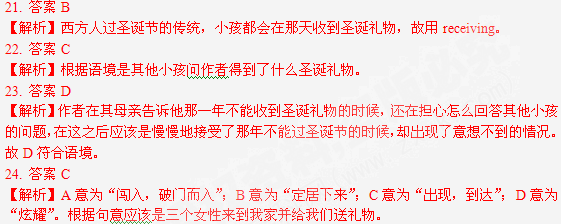 21. 答案 B
【解析】西方人过圣诞节的传统，小孩都会在那天收到圣诞礼物，故用 receiving。
22. 答案 C
【解析】根据语境是其他小孩问作者得到了什么圣诞礼物。
23. 答案 D
【解析】作者在其母亲告诉他那一年不能收到圣诞礼物的时候，还在担心怎么回答其他小孩
的问题，在这之后应该是慢慢地接受了那年不能过圣诞节的时候，却出现了意想不到的情况。
故 D 符合语境。
24. 答案 C
【解析】A 意为“闯入，破门而入”；B 意为“定居下来”；C 意为“出现，到达”；D 意为
“炫耀”。根据句意应该是三个女性来到我家并给我们送礼物。